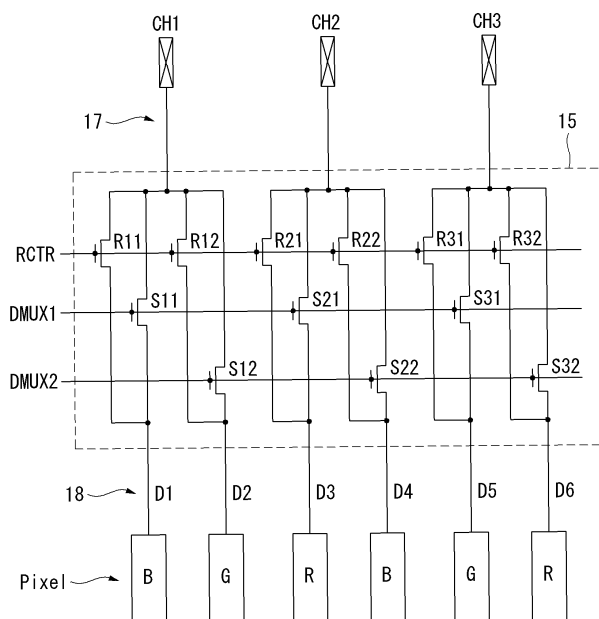 CH1 CH2 CH3
17 15
RCTR R11 R12 R21 R22 R31 R32
DMUX1 S11 S21 S31
DMUX2 S12 S22 S32
18 D1 D2 D3 D4 D5 D6
Pixel B G R B G R